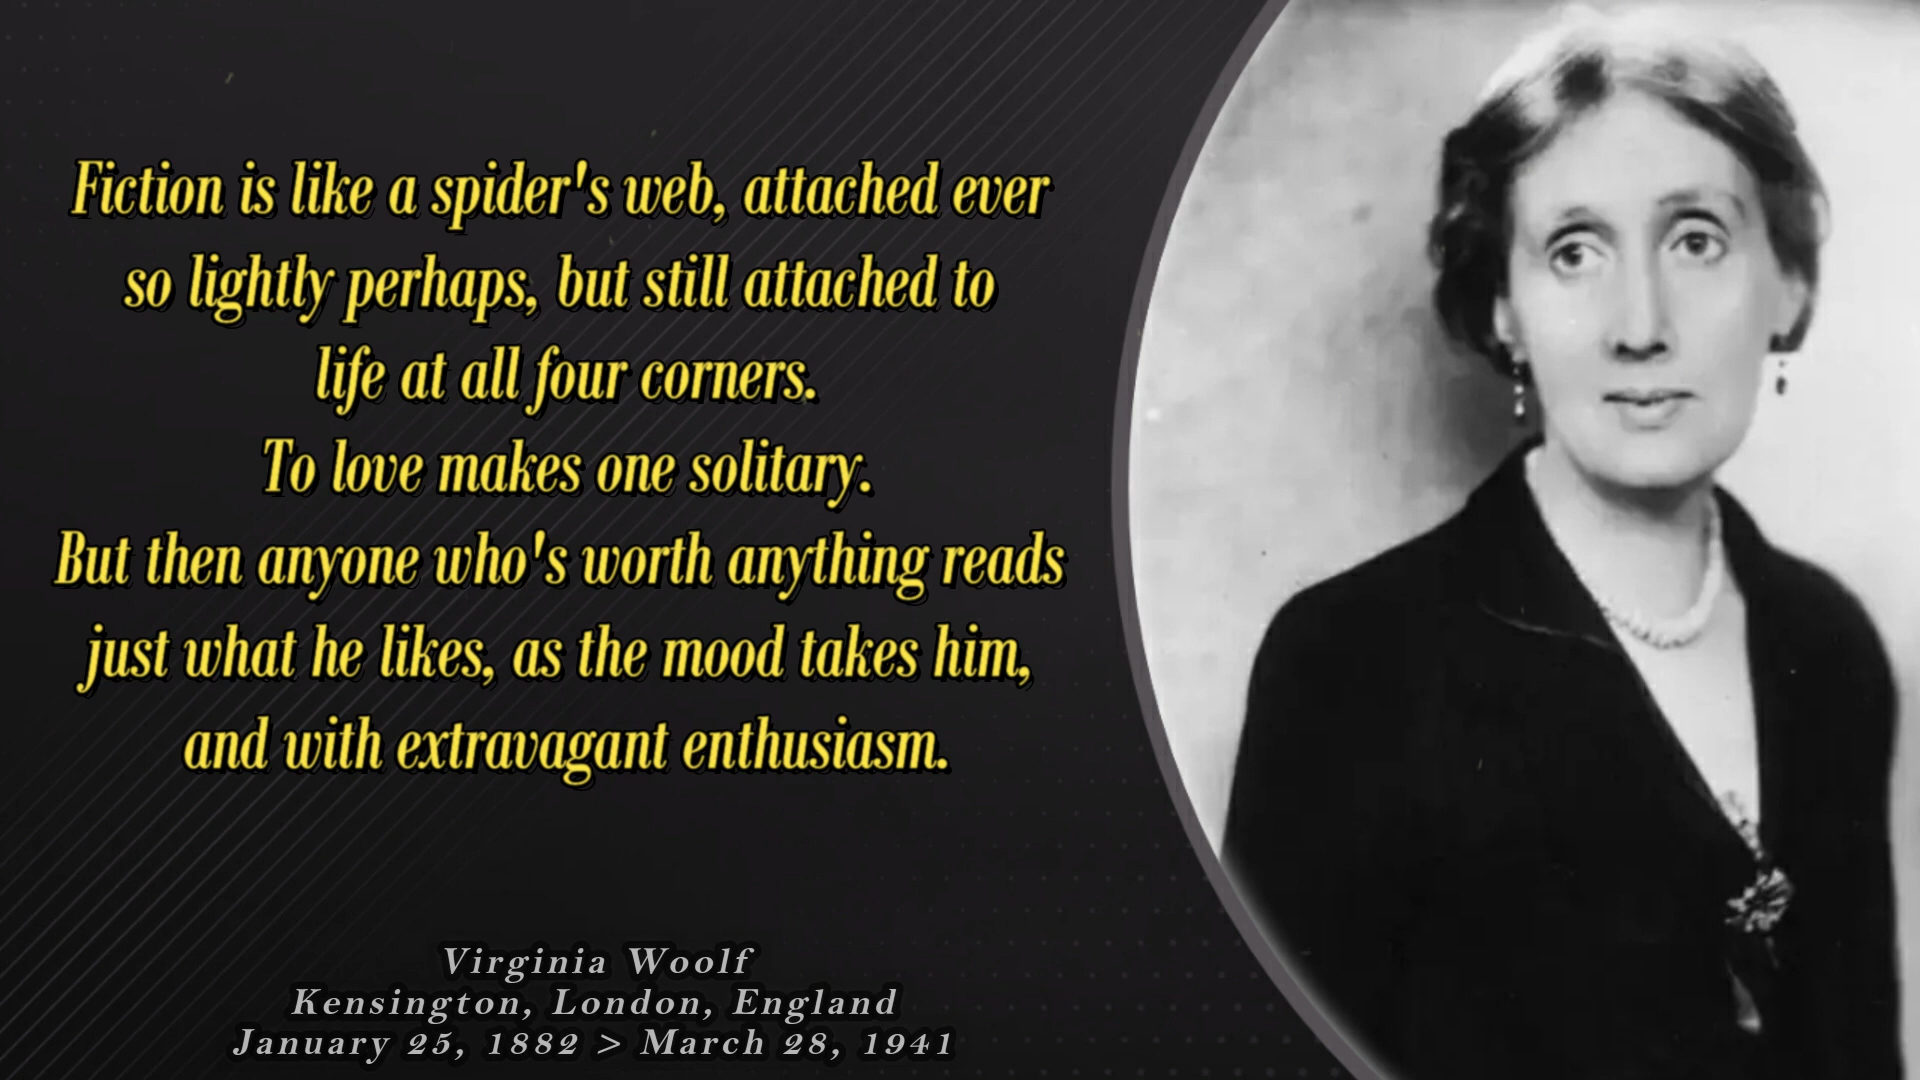 Fiction is like a spider's web, attached ever
so lightly perhaps, but still attached to
life at all four corners.
To love makes one solitary.
But then anyone who's worth anything reads
just what he likes, as the mood takes him,
and with extravagant enthusiasm.
Virginia Woolf
Kensington, London, England
January 25, 1882 > March 28, 1941